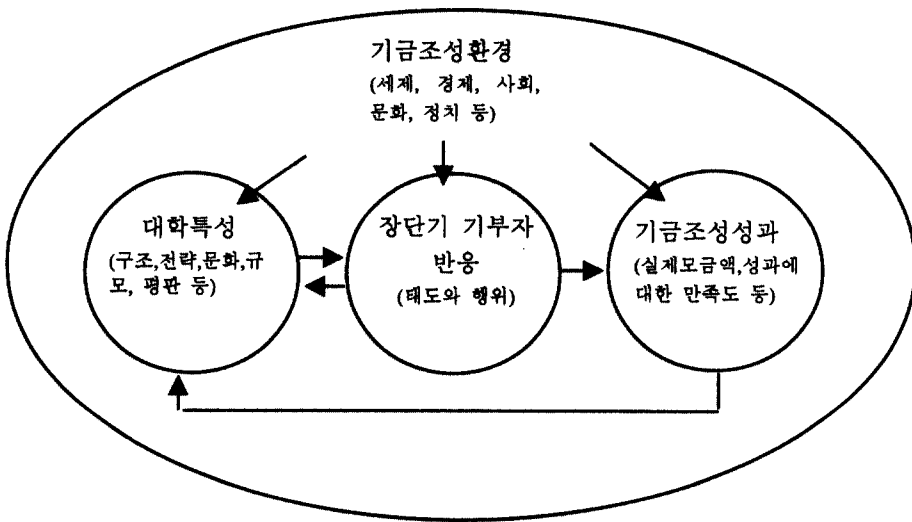 기금조성환경
(세제, 경제, 사회,
문화, 정치 등)
대학특성
(구조,전략,문화,규
모, 평판 등)
장단기 기부자
반응
(태도와 행위)
기금조성성과
(실제모금액,성과에
대한 만족도 등)